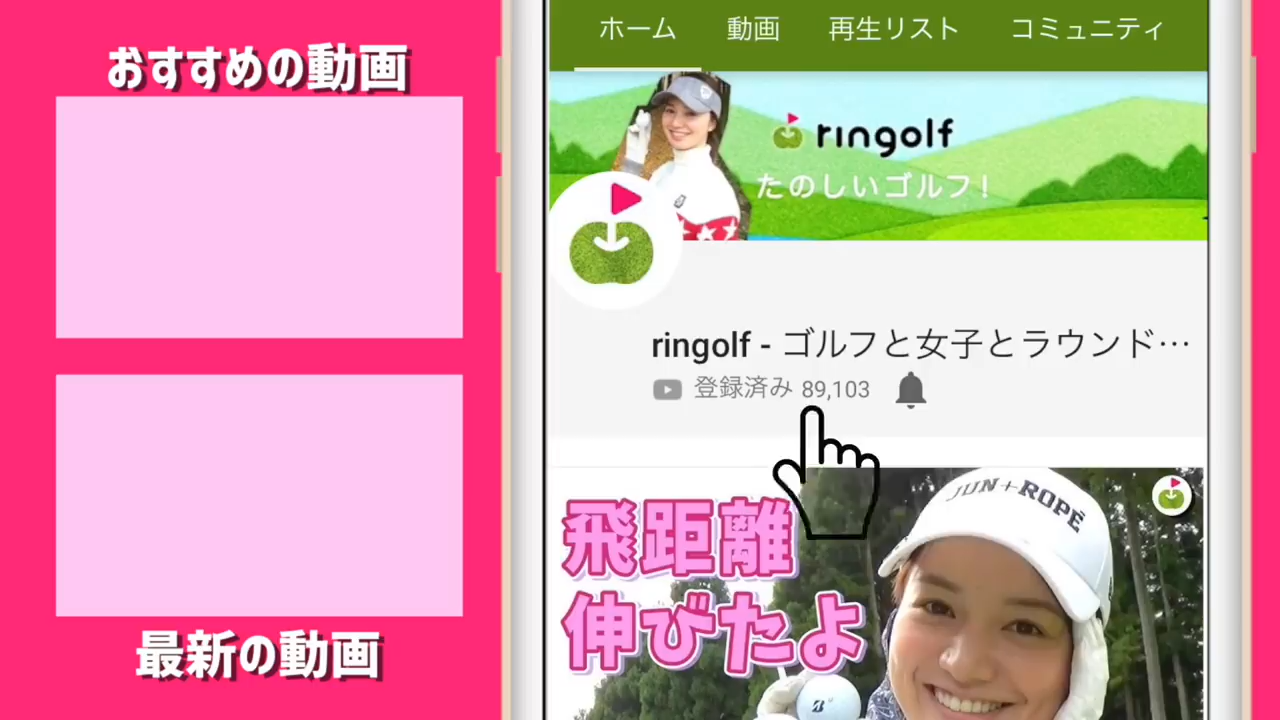 おすすめの動画
最新の動画
ホーム 動画 再生リスト コミュニティ
ringolf
たのしいゴルフ!
ringolf - ゴルフと女子とラウンド…
登録済み 89,103
飛距離
伸びたよ
JUN+ROPÉ
B